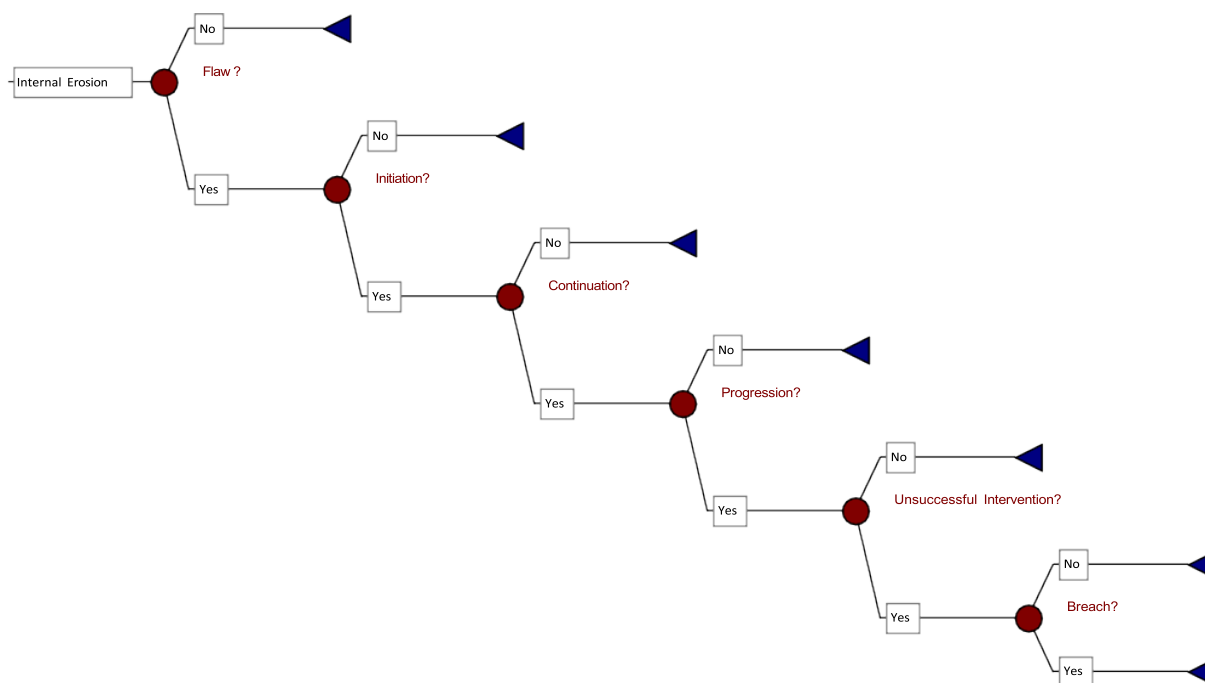 No
Flaw ?
Internal Erosion
No
Initiation?
Yes
No
Continuation?
Yes
No
Progression?
Yes
No
Unsuccessful Intervention?
Yes
No
Breach?
Yes
Yes